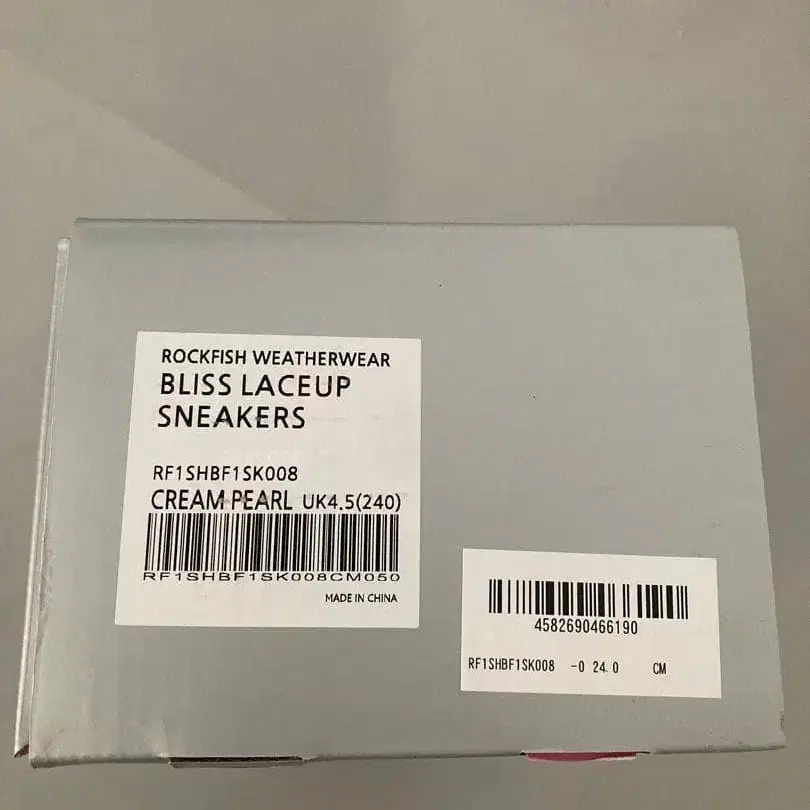 ROCKFISH WEATHERWEAR
BLISS LACEUP
SNEAKERS
RF1SHBF1SK008
CREAM PEARL UK4.5(240)
RF1SHBF1SK008CM050
MADE IN CHINA
4582690466190
RF1SHBF1SK008 -0 24.0 CM